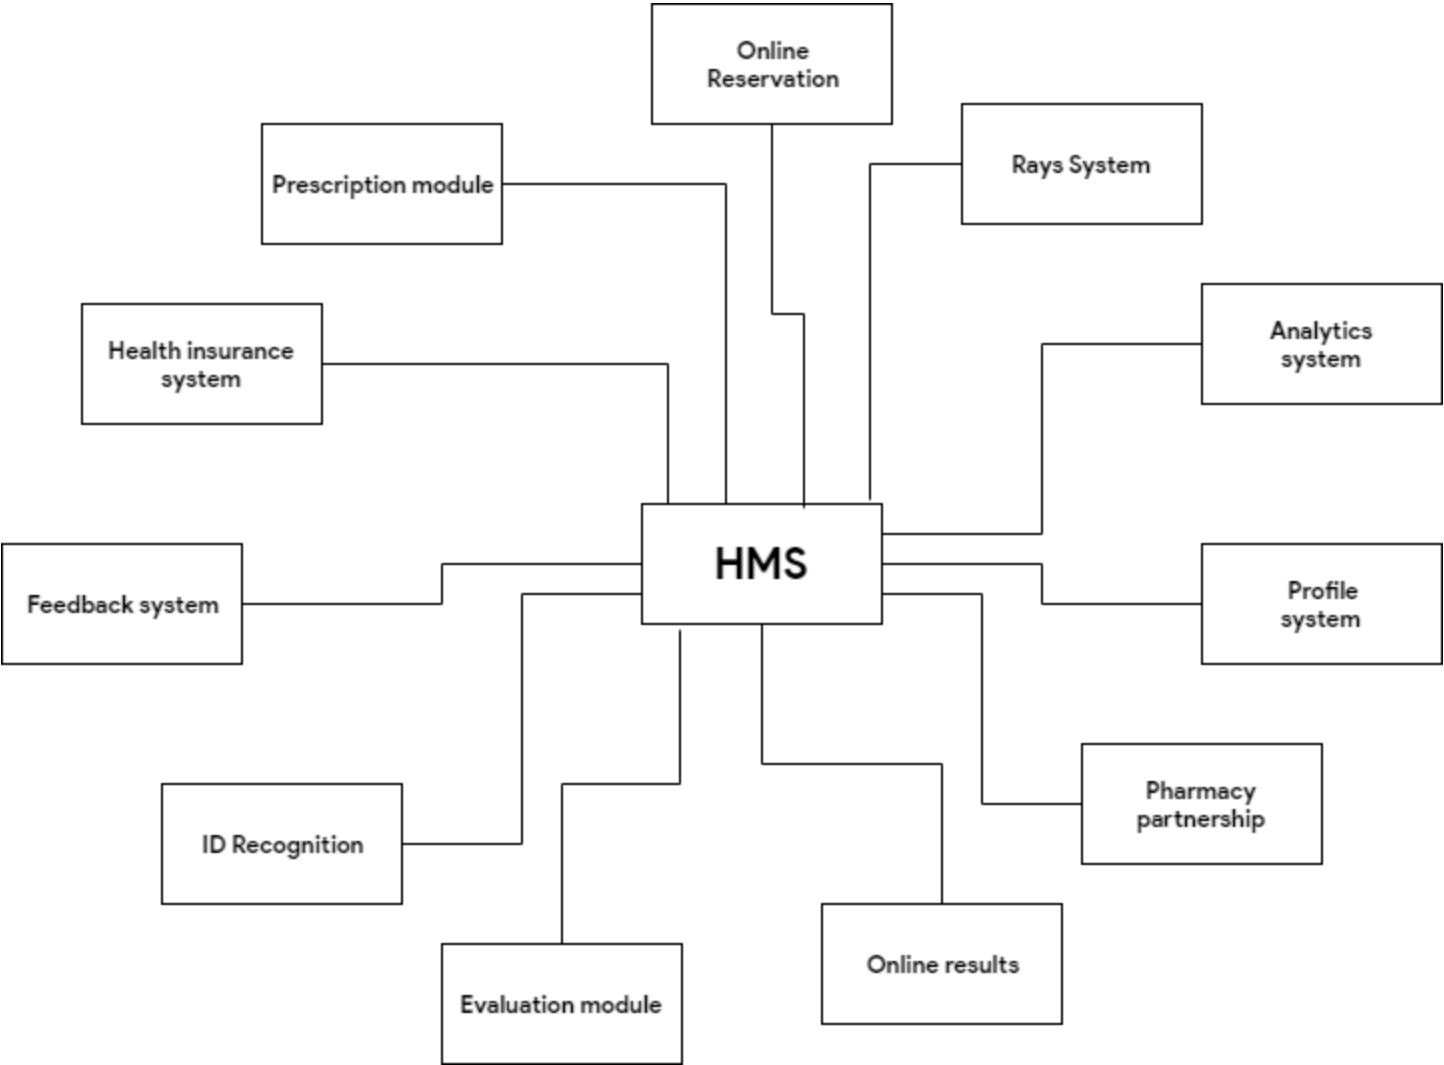 Online
Reservation
Rays System
Prescription module
Analytics
system
Health insurance
system
HMS
Profile
system
Feedback system
Pharmacy
partnership
ID Recognition
Online results
Evaluation module